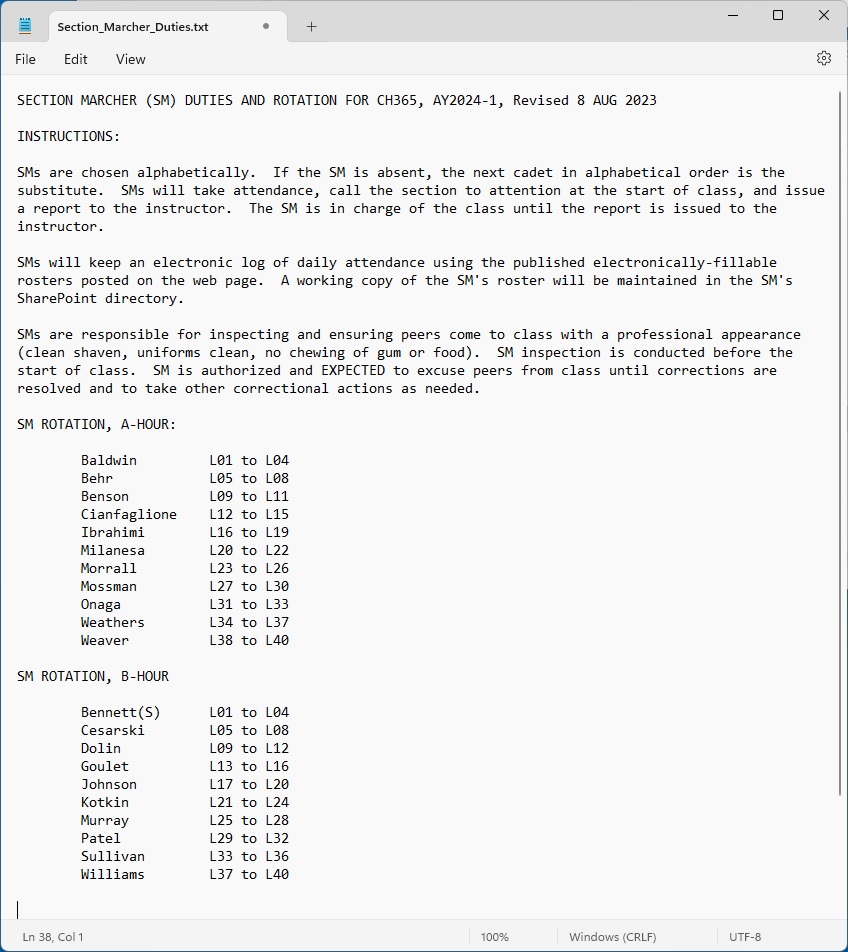 Section_Marcher_Duties.txt
File Edit View
SECTION MARCHER (SM) DUTIES AND ROTATION FOR CH365, AY2024-1, Revised 8 AUG 2023
INSTRUCTIONS:
SMs are chosen alphabetically.  If the SM is absent, the next cadet in alphabetical order is the
substitute.  SMs will take attendance, call the section to attention at the start of class, and issue
a report to the instructor.  The SM is in charge of the class until the report is issued to the
instructor.
SMs will keep an electronic log of daily attendance using the published electronically-fillable
rosters posted on the web page.  A working copy of the SM's roster will be maintained in the SM's
SharePoint directory.
SMs are responsible for inspecting and ensuring peers come to class with a professional appearance
(clean shaven, uniforms clean, no chewing of gum or food).  SM inspection is conducted before the
start of class.  SM is authorized and EXPECTED to excuse peers from class until corrections are
resolved and to take other correctional actions as needed.
SM ROTATION, A-HOUR:
Baldwin L01 to L04
Behr L05 to L08
Benson L09 to L11
Cianfaglione L12 to L15
Ibrahimi L16 to L19
Milanesa L20 to L22
Morrall L23 to L26
Mossman L27 to L30
Onaga L31 to L33
Weathers L34 to L37
Weaver L38 to L40
SM ROTATION, B-HOUR
Bennett(S) L01 to L04
Cesarski L05 to L08
Dolin L09 to L12
Goulet L13 to L16
Johnson L17 to L20
Kotkin L21 to L24
Murray L25 to L28
Patel L29 to L32
Sullivan L33 to L36
Williams L37 to L40
Ln 38, Col 1 100% Windows (CRLF) UTF-8